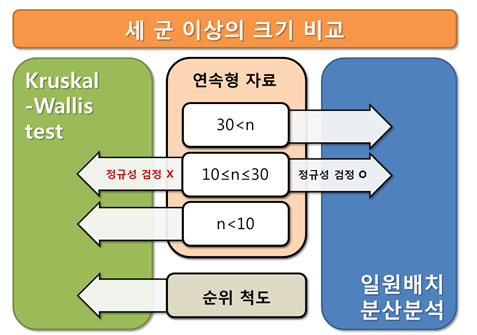 세 군 이상의 크기 비교
Kruskal
-Wallis
test
연속형 자료
30<n
정규성 검정 X
10≤n≤30
정규성 검정 O
n<10
순위 척도
일원배치
분산분석